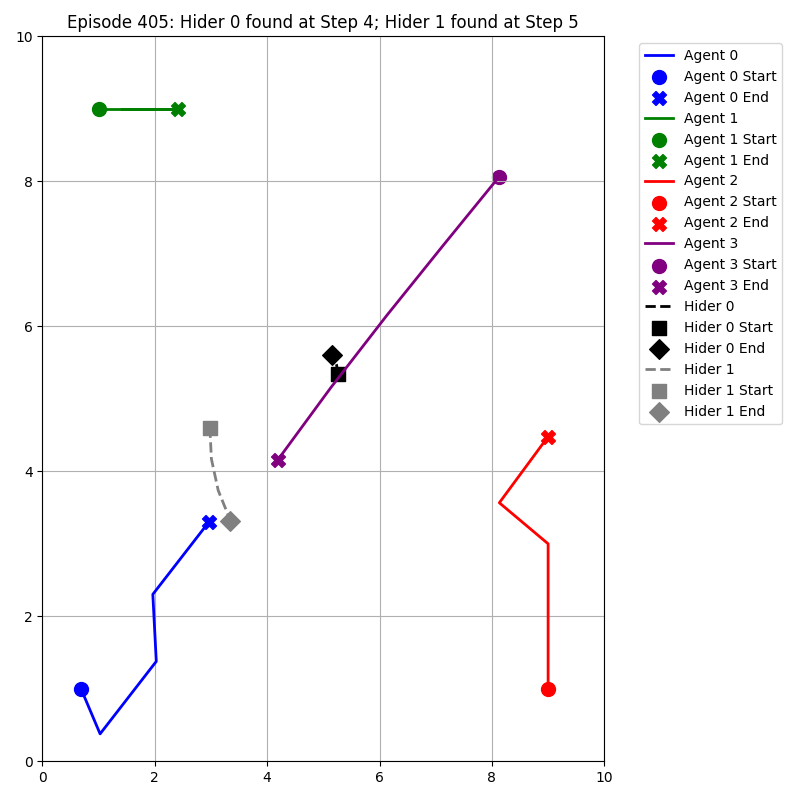 Episode 405: Hider 0 found at Step 4; Hider 1 found at Step 5
10
8
6
4
2
0
0 2 4 6 8 10
Agent 0
Agent 0 Start
Agent 0 End
Agent 1
Agent 1 Start
Agent 1 End
Agent 2
Agent 2 Start
Agent 2 End
Agent 3
Agent 3 Start
Agent 3 End
Hider 0
Hider 0 Start
Hider 0 End
Hider 1
Hider 1 Start
Hider 1 End